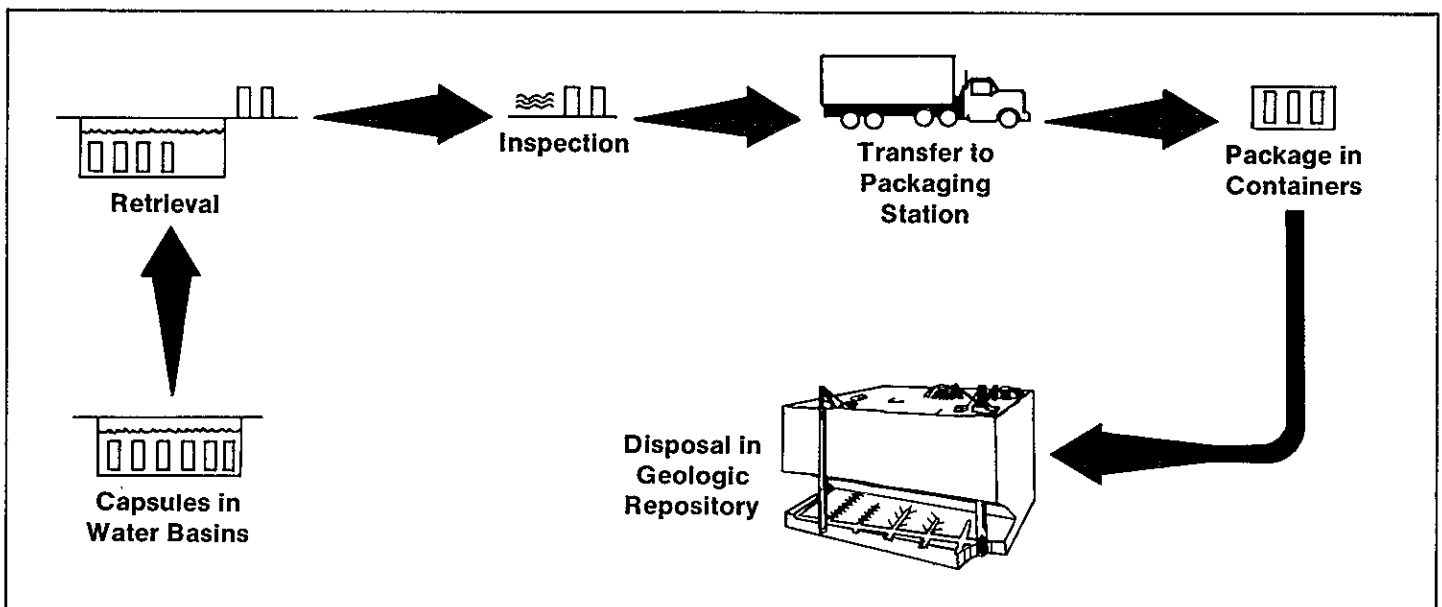 Retrieval
Inspection
Transfer to
Packaging
Station
Package in
Containers
Capsules in
Water Basins
Disposal in
Geologic
Repository